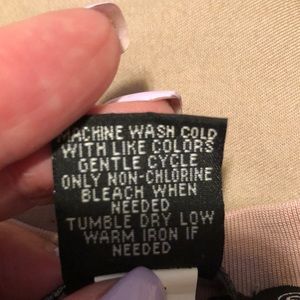 MACHINE WASH COLD
WITH LIKE COLORS
GENTLE CYCLE
ONLY NON-CHLORINE
BLEACH WHEN
NEEDED
TUMBLE DRY LOW
WARM IRON IF
NEEDED